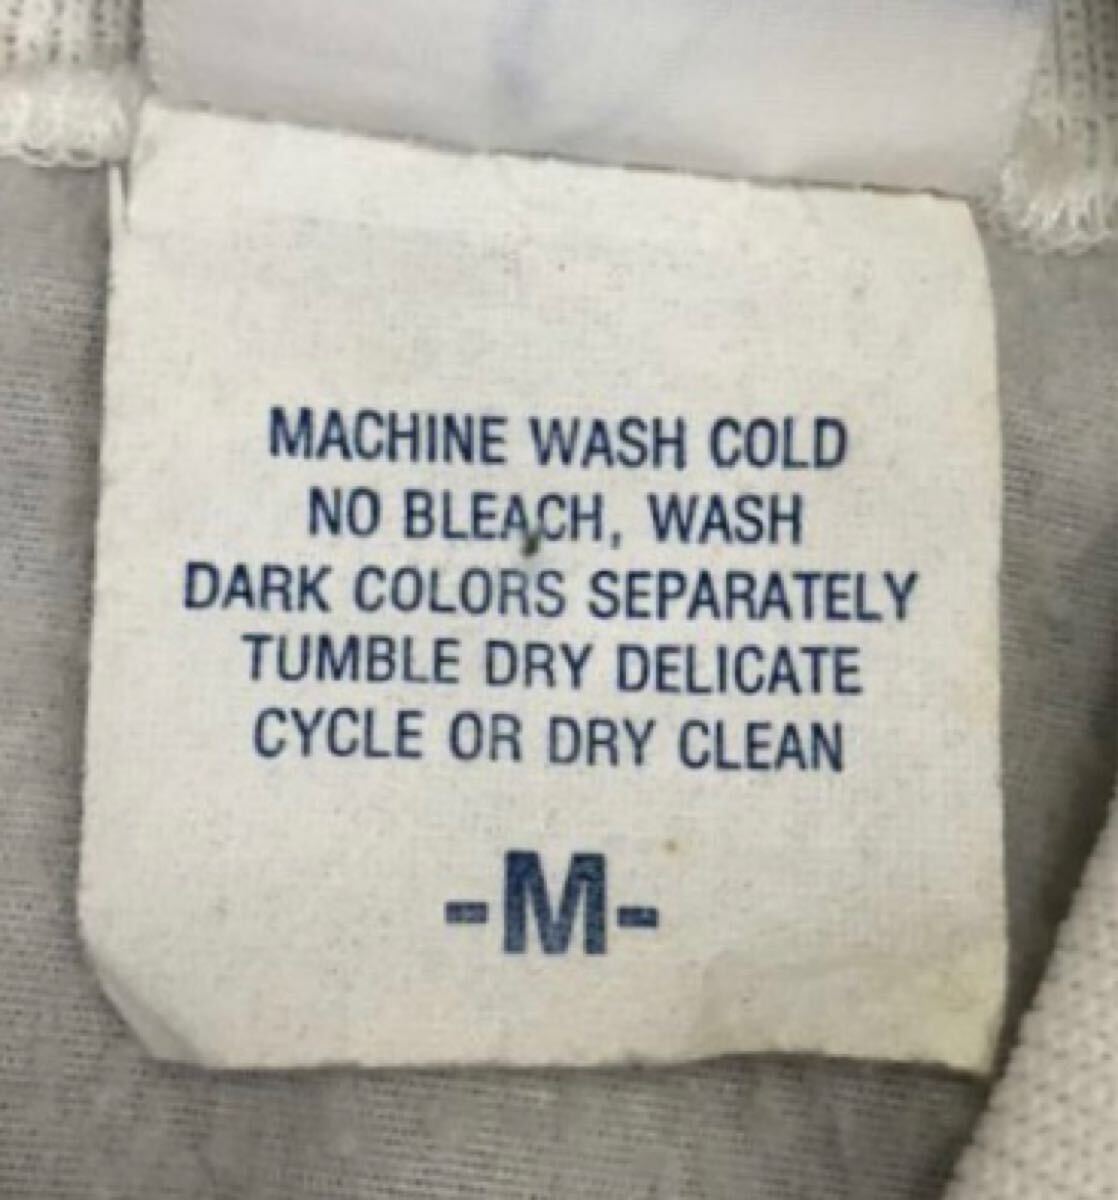 MACHINE WASH COLD
NO BLEACH, WASH
DARK COLORS SEPARATELY
TUMBLE DRY DELICATE
CYCLE OR DRY CLEAN
-M-